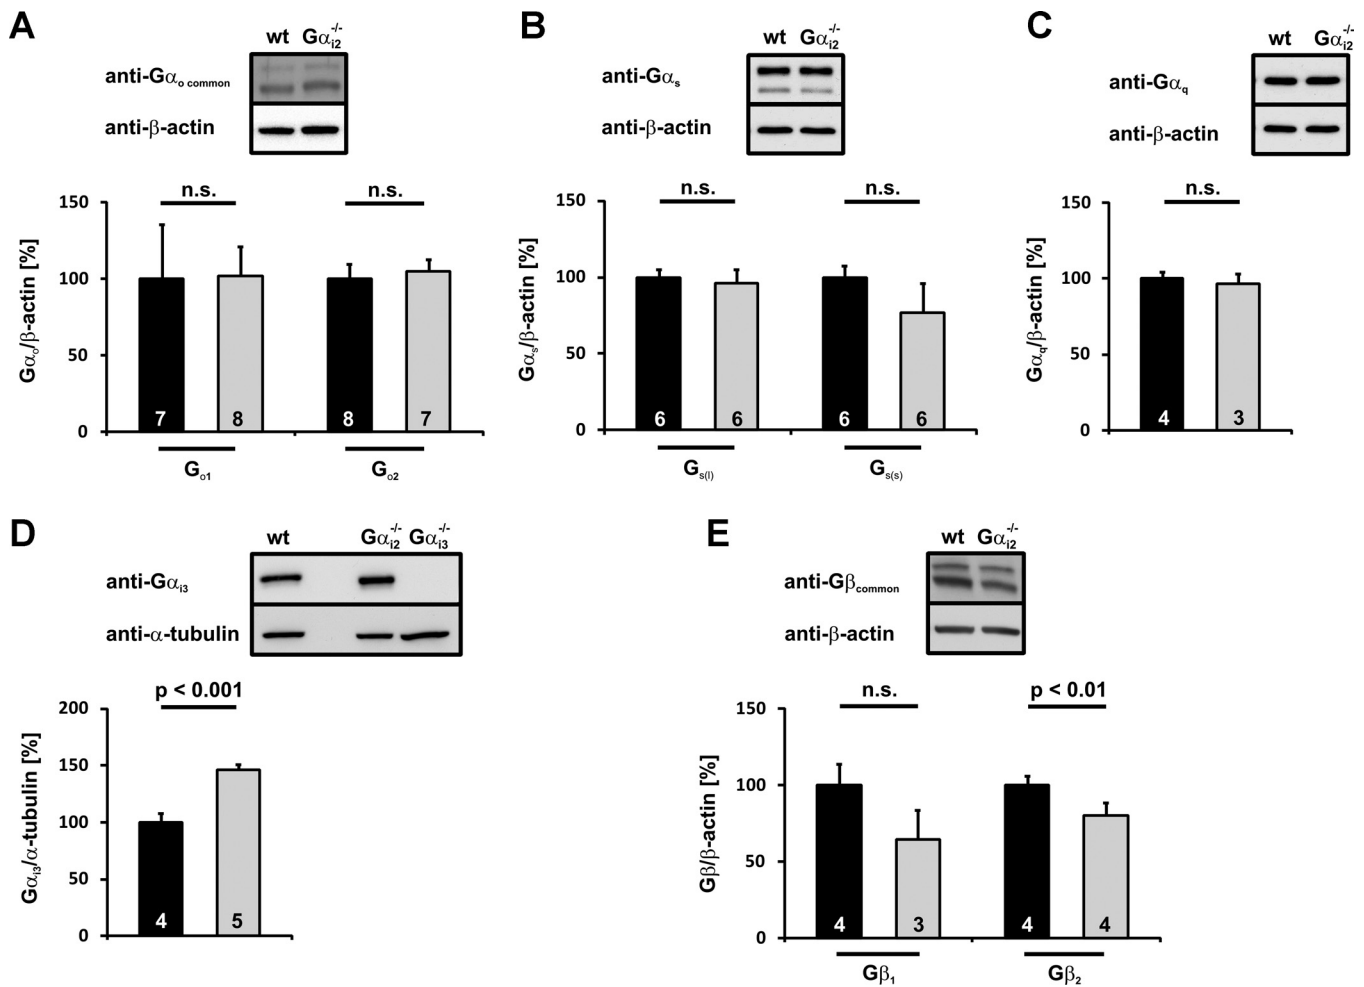 A
wt Gαi2-/-
anti-Gαo common
anti-β-actin
n.s. n.s.
150
100
50
0
Gαo/β-actin [%]
7 8 8 7
Go1 Go2
B
wt Gαi2-/-
anti-Gαs
anti-β-actin
n.s. n.s.
150
100
50
0
Gαs/β-actin [%]
6 6 6 6
Gs(l) Gs(s)
C
wt Gαi2-/-
anti-Gαq
anti-β-actin
n.s.
150
100
50
0
Gαq/β-actin [%]
4 3
D
wt Gαi2-/- Gαi3-/-
anti-Gαi3
anti-α-tubulin
p < 0.001
200
150
100
50
0
Gαi3/α-tubulin [%]
4 5
E
wt Gαi2-/-
anti-Gβcommon
anti-β-actin
n.s. p < 0.01
150
100
50
0
Gβ/β-actin [%]
4 3 4 4
Gβ1 Gβ2